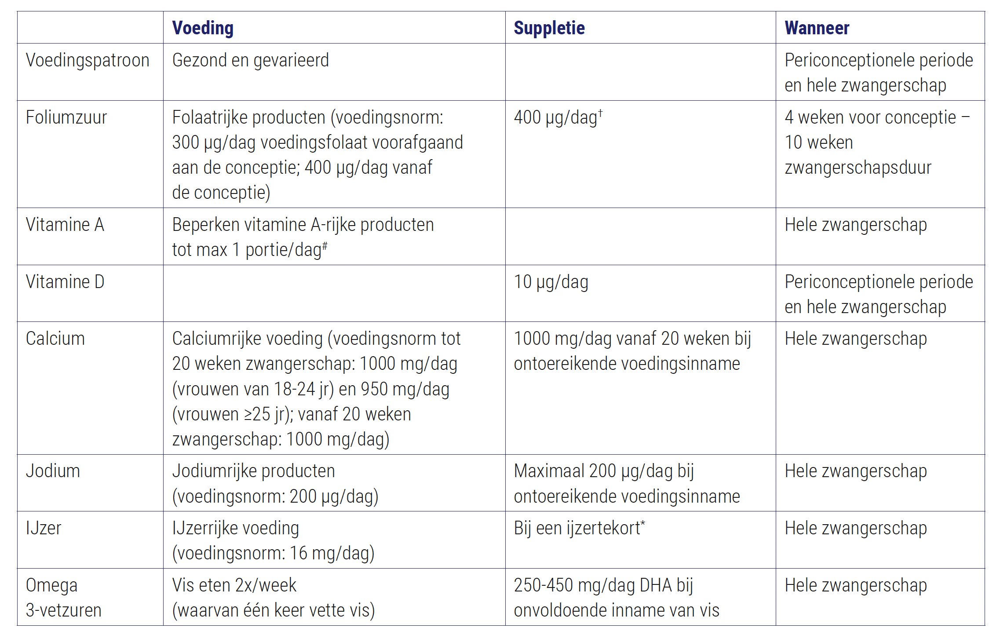 Voeding
Suppletie
Wanneer
Voedingspatroon
Gezond en gevarieerd
Periconceptionele periode
en hele zwangerschap
Foliumzuur
Folaatrijke producten (voedingsnorm:
300 µg/dag voedingsfolaat voorafgaand
aan de conceptie; 400 µg/dag vanaf
de conceptie)
400 µg/dag†
4 weken voor conceptie –
10 weken
zwangerschapsduur
Vitamine A
Beperken vitamine A-rijke producten
tot max 1 portie/dag#
Hele zwangerschap
Vitamine D
10 µg/dag
Periconceptionele periode
en hele zwangerschap
Calcium
Calciumrijke voeding (voedingsnorm tot
20 weken zwangerschap: 1000 mg/dag
(vrouwen van 18-24 jr) en 950 mg/dag
(vrouwen ≥25 jr); vanaf 20 weken
zwangerschap: 1000 mg/dag)
1000 mg/dag vanaf 20 weken bij
ontoereikende voedingsinname
Hele zwangerschap
Jodium
Jodiumrijke producten
(voedingsnorm: 200 µg/dag)
Maximaal 200 µg/dag bij
ontoereikende voedingsinname
Hele zwangerschap
IJzer
IJzerrijke voeding
(voedingsnorm: 16 mg/dag)
Bij een ijzertekort*
Hele zwangerschap
Omega
3-vetzuren
Vis eten 2x/week
(waarvan één keer vette vis)
250-450 mg/dag DHA bij
onvoldoende inname van vis
Hele zwangerschap